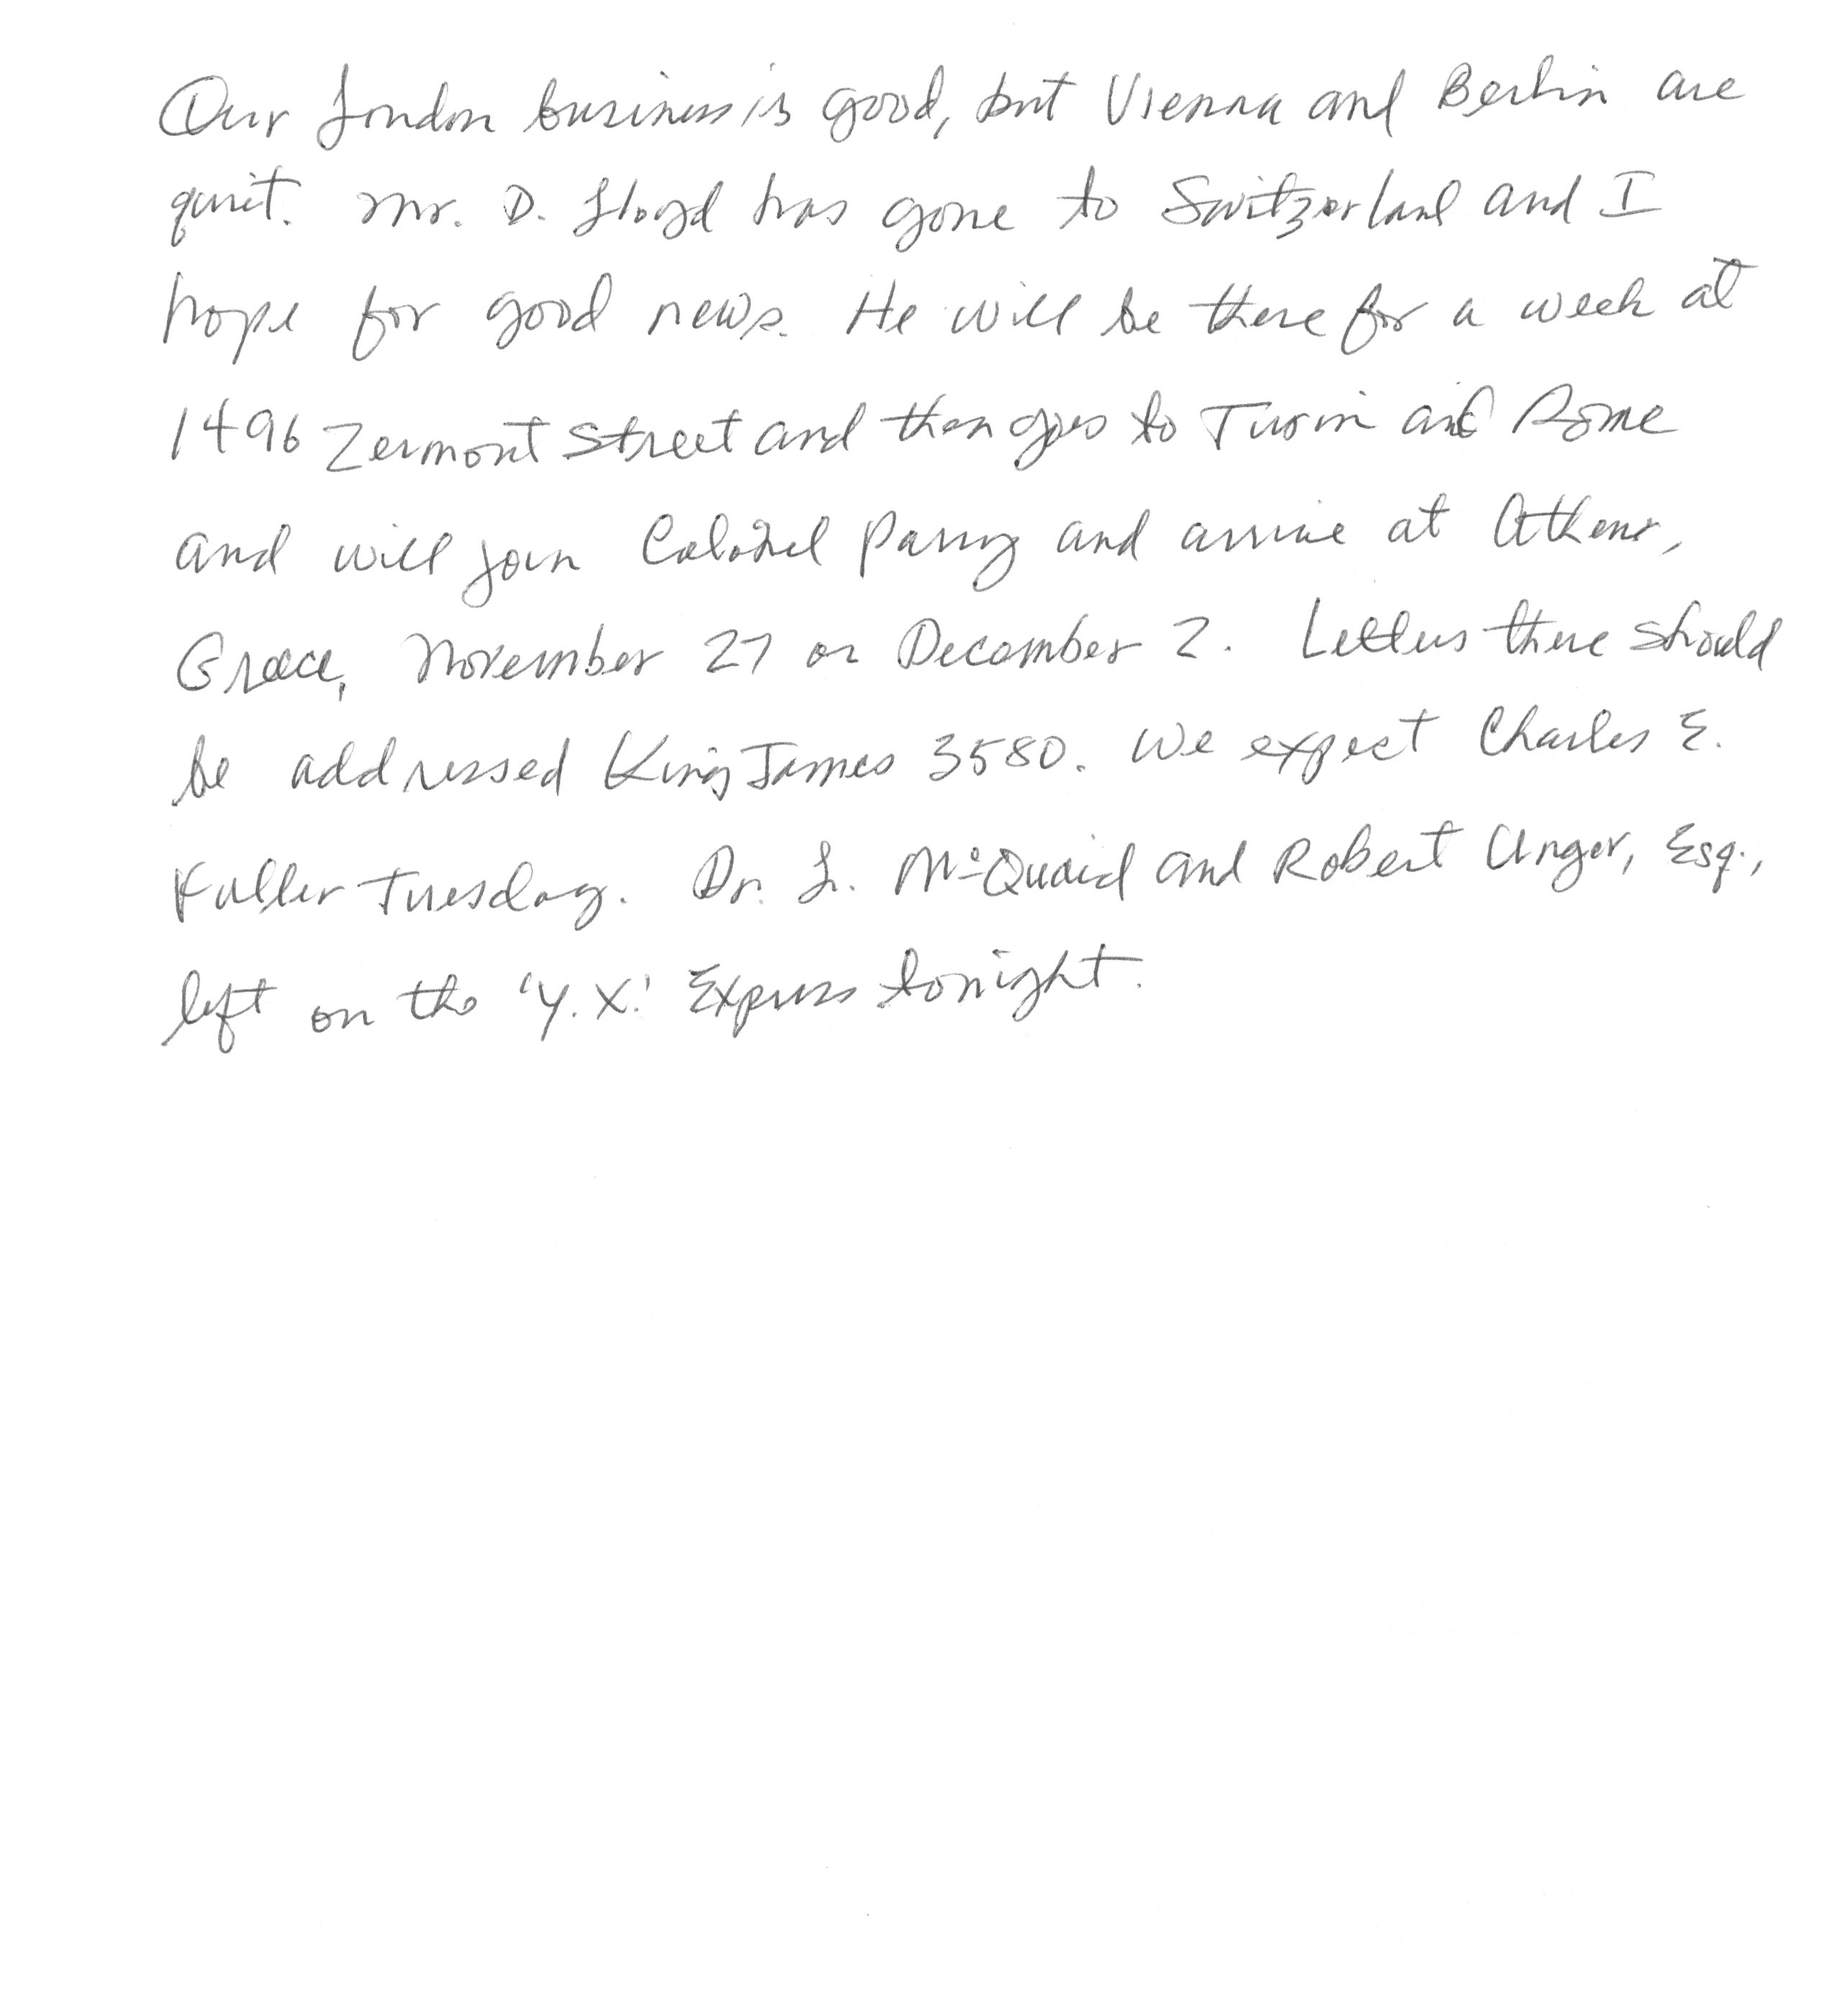 Our London business is good, but Vienna and Berlin are
quiet. Mr. D. Lloyd has gone to Switzerland and I
hope for good news. He will be there for a week at
1496 Zermont Street and then goes to Turin and Rome
and will join Colonel Parry and arrive at Athens,
Greece, November 27 or December 2. Letters there should
be addressed King James 3580. We expect Charles E.
Fuller Tuesday. Dr. L. McQuaid and Robert Unger, Esq.,
left on the 'Y.X.' Express tonight.